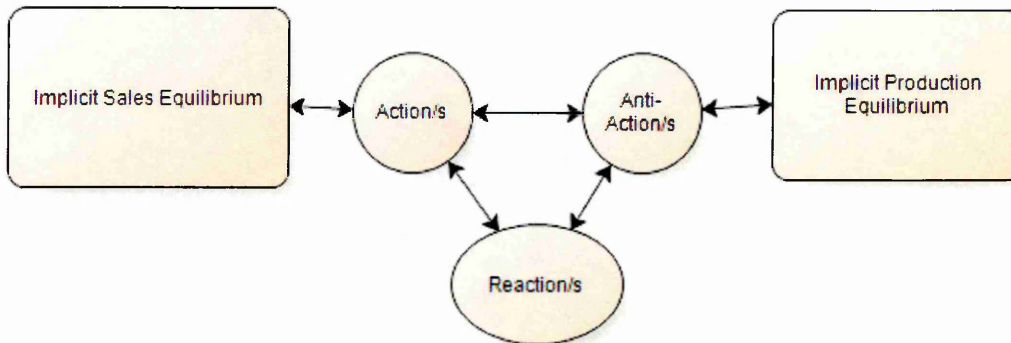 Implicit Sales Equilibrium
Action/s
Anti-
Action/s
Implicit Production
Equilibrium
Reaction/s